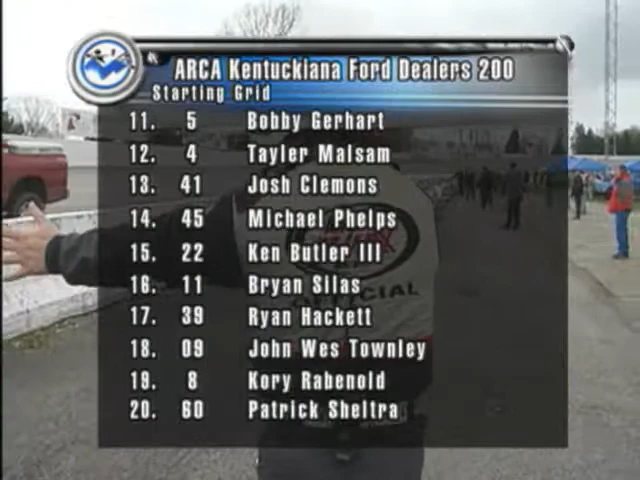 ARCA Kentuckiana Ford Dealers 200
Starting Grid
11. 5 Bobby Gerhart
12. 4 Tayler Malsam
13. 41 Josh Clemons
14. 45 Michael Phelps
15. 22 Ken Butler III
16. 11 Bryan Silas
17. 39 Ryan Hackett
18. 09 John Wes Townley
19. 8 Kory Rabenold
20. 60 Patrick Sheltra
OFFICIAL